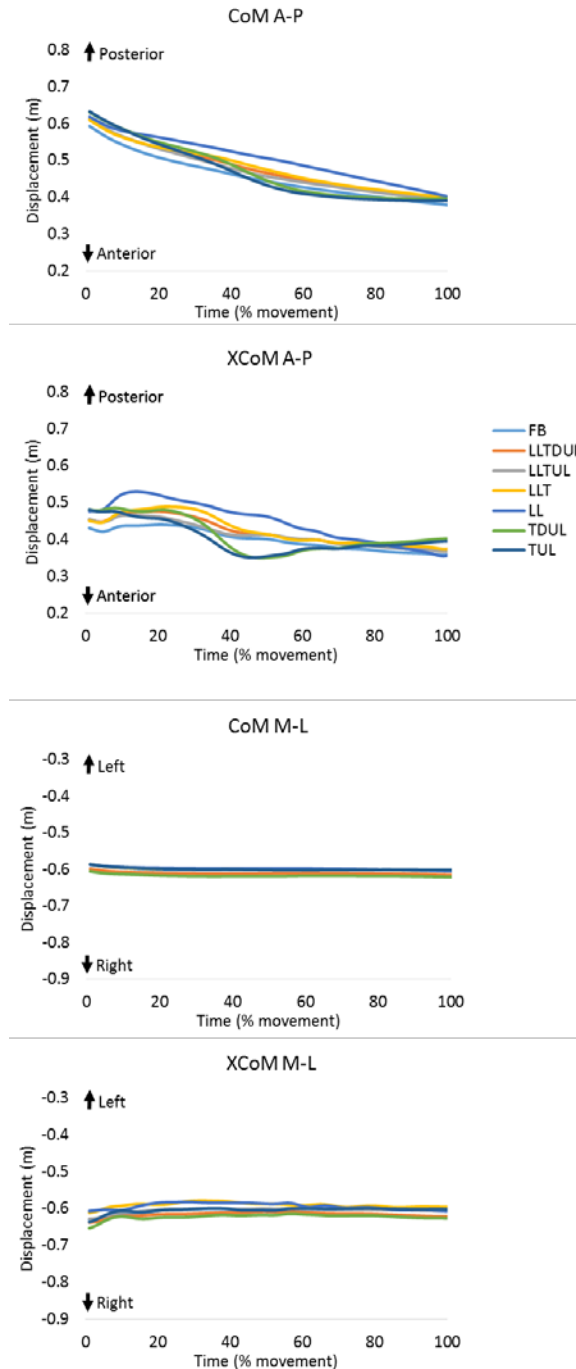 CoM A-P
0.8
Posterior
0.7
0.6
0.5
0.4
0.3
Anterior
0.2
Displacement (m)
0 20 40 60 80 100
Time (% movement)
XCoM A-P
0.8
Posterior
0.7
0.6
0.5
0.4
0.3
Anterior
0.2
Displacement (m)
0 20 40 60 80 100
Time (% movement)
FB
LLTDUL
LLTUL
LLT
LL
TDUL
TUL
CoM M-L
-0.3
Left
-0.4
-0.5
-0.6
-0.7
-0.8
-0.9
Right
Displacement (m)
0 20 40 60 80 100
Time (% movement)
XCoM M-L
-0.3
Left
-0.4
-0.5
-0.6
-0.7
-0.8
-0.9
Right
Displacement (m)
0 20 40 60 80 100
Time (% movement)